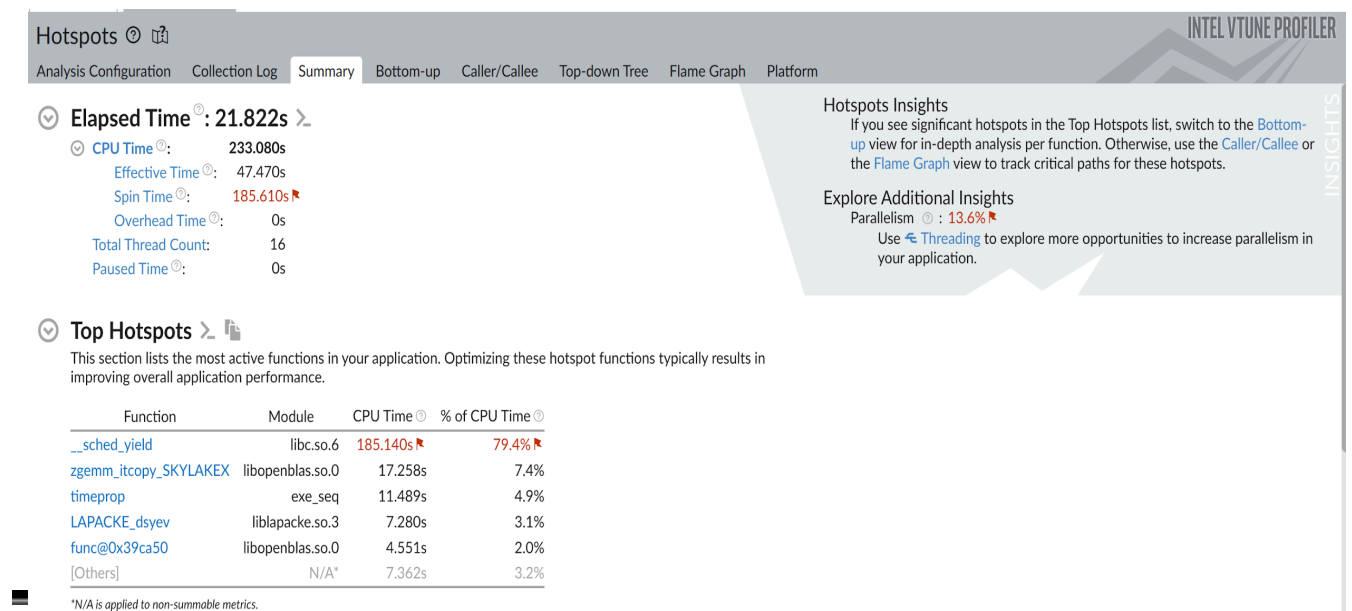 Hotspots
INTEL VTUNE PROFILER
Analysis Configuration Collection Log Summary Bottom-up Caller/Callee Top-down Tree Flame Graph Platform
Elapsed Time ? : 21.822s
CPU Time ? : 233.080s
Effective Time ? : 47.470s
Spin Time ? : 185.610s
Overhead Time ? : 0s
Total Thread Count: 16
Paused Time ? : 0s
Hotspots Insights
If you see significant hotspots in the Top Hotspots list, switch to the Bottom-
up view for in-depth analysis per function. Otherwise, use the Caller/Callee or
the Flame Graph view to track critical paths for these hotspots.
Explore Additional Insights
Parallelism ? : 13.6%
Use Threading to explore more opportunities to increase parallelism in
your application.
INSIGHTS
Top Hotspots
This section lists the most active functions in your application. Optimizing these hotspot functions typically results in
improving overall application performance.
Function Module CPU Time ? % of CPU Time ?
__sched_yield libc.so.6 185.140s 79.4%
zgemm_itcopy_SKYLAKEX libopenblas.so.0 17.258s 7.4%
timeprop exe_seq 11.489s 4.9%
LAPACKE_dsyev liblapacke.so.3 7.280s 3.1%
func@0x39ca50 libopenblas.so.0 4.551s 2.0%
[Others] N/A* 7.362s 3.2%
*N/A is applied to non-summable metrics.